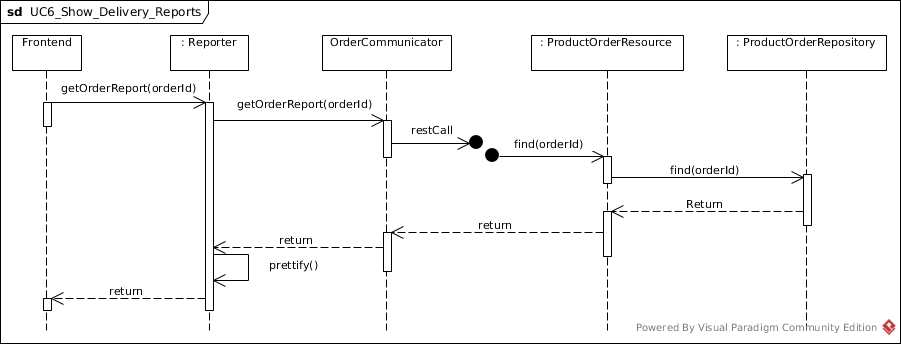 sd UC6_Show_Delivery_Reports
Frontend
: Reporter
OrderCommunicator
: ProductOrderResource
: ProductOrderRepository
getOrderReport(orderId)
getOrderReport(orderId)
restCall
find(orderId)
find(orderId)
Return
return
return
prettify()
return
Powered By Visual Paradigm Community Edition